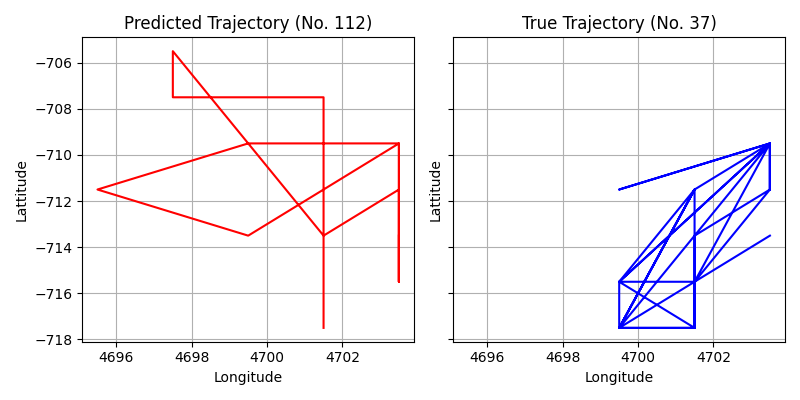 Predicted Trajectory (No. 112)
True Trajectory (No. 37)
Lattitude
−706
−708
−710
−712
−714
−716
−718
4696
4698
4700
4702
Longitude
Lattitude
4696
4698
4700
4702
Longitude